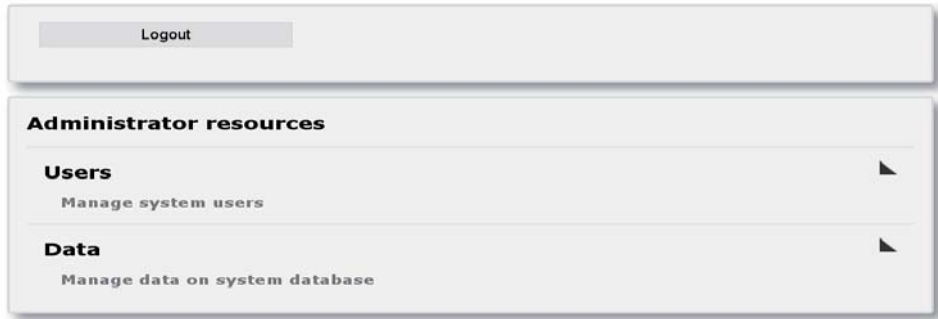 Logout
Administrator resources
Users
Manage system users
Data
Manage data on system database